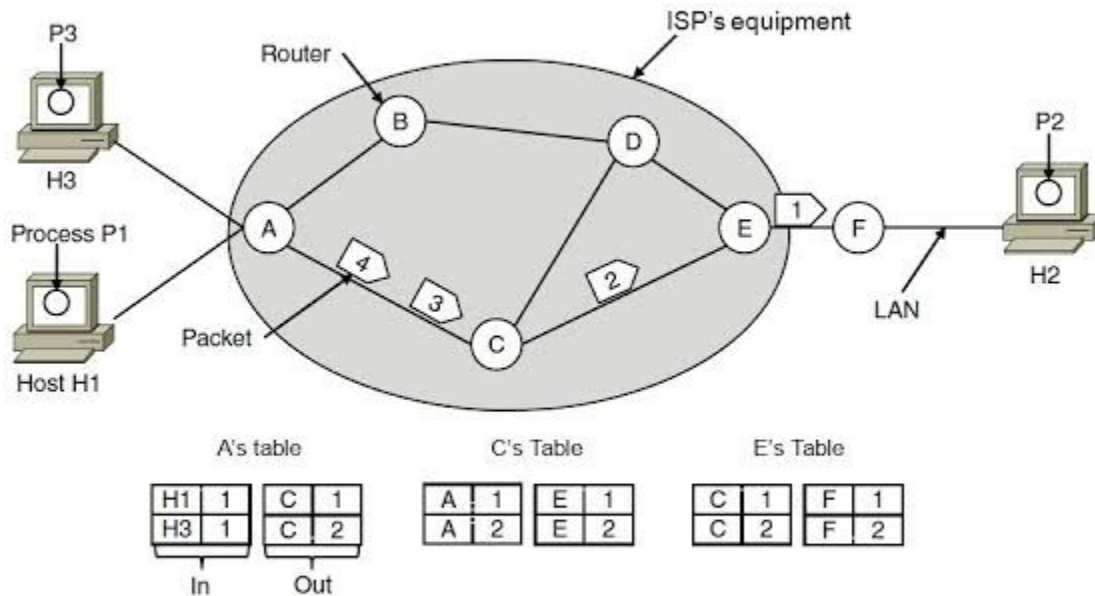 ISP's equipment
P3
Router
B
D
P2
H3
A
E
1
F
Process P1
4
3
2
H2
C
LAN
Packet
Host H1
A's table
C's Table
E's Table
H1 1 C 1
H3 1 C 2
A 1 E 1
A 2 E 2
C 1 F 1
C 2 F 2
In
Out